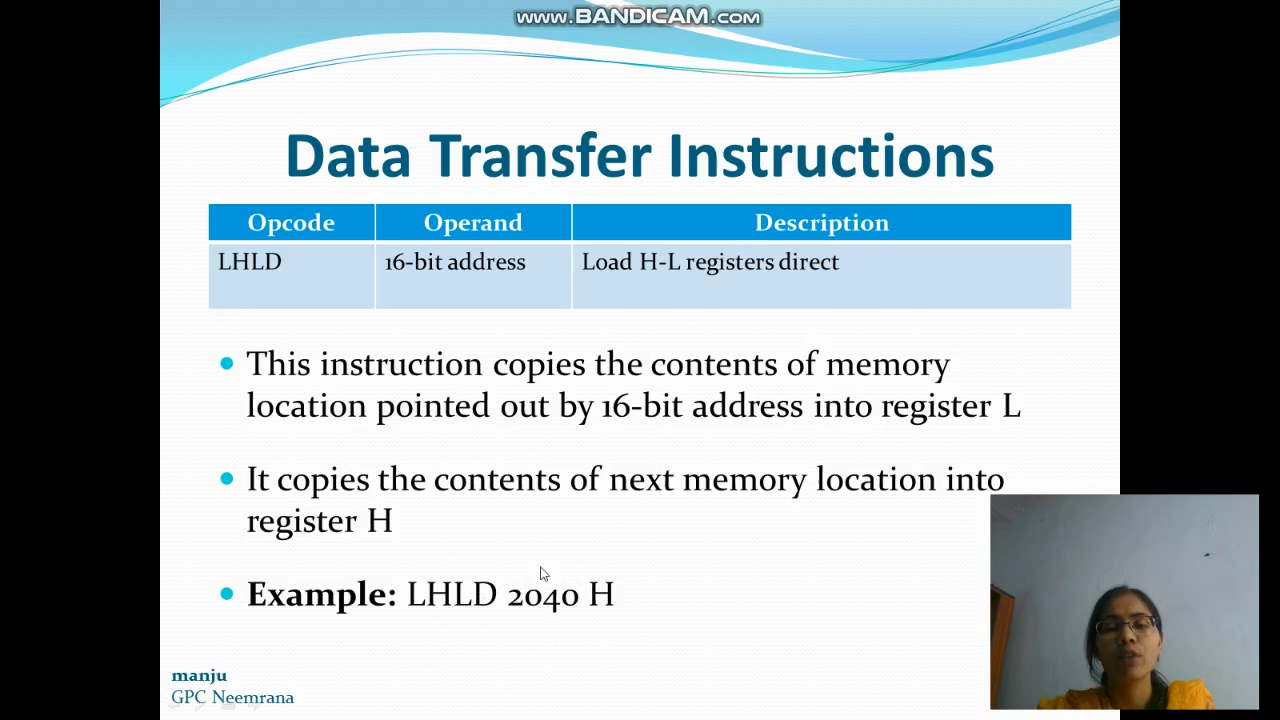 www.BANDICAM.com
Data Transfer Instructions
Opcode Operand Description
LHLD 16-bit address Load H-L registers direct
• This instruction copies the contents of memory
location pointed out by 16-bit address into register L
• It copies the contents of next memory location into
register H
• Example: LHLD 2040 H
manju
GPC Neemrana